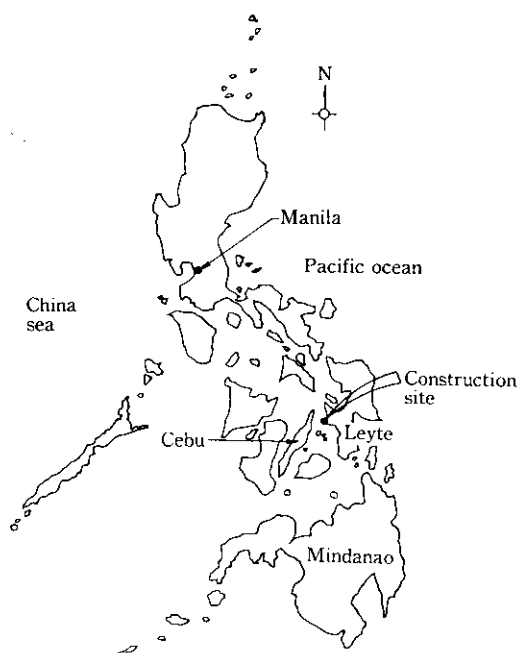 N
Manila
Pacific ocean
China
sea
Construction
site
Leyte
Cebu
Mindanao